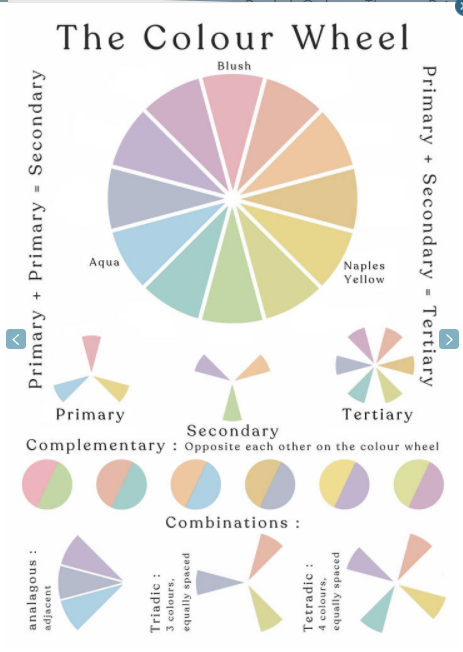 The Colour Wheel
Blush
Primary + Primary = Secondary
Primary + Secondary = Tertiary
Aqua
Naples
Yellow
Primary
Secondary
Tertiary
Complementary : Opposite each other on the colour wheel
Combinations :
analagous :
adjacent
Triadic :
3 colours,
equally spaced
Tetradic :
4 colours,
equally spaced